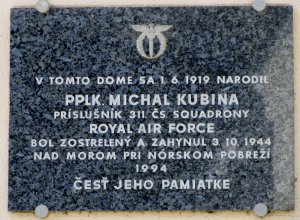 V TOMTO DOME SA 1. 6. 1919 NARODIL
PPLK. MICHAL KUBINA
PRÍSLUŠNÍK 311. ČS. SQUADRONY
ROYAL AIR FORCE
BOL ZOSTRELENÝ A ZAHYNUL 3. 10. 1944
NAD MOROM PRI NÓRSKOM POBREŽÍ
1994
ČESŤ JEHO PAMIATKE